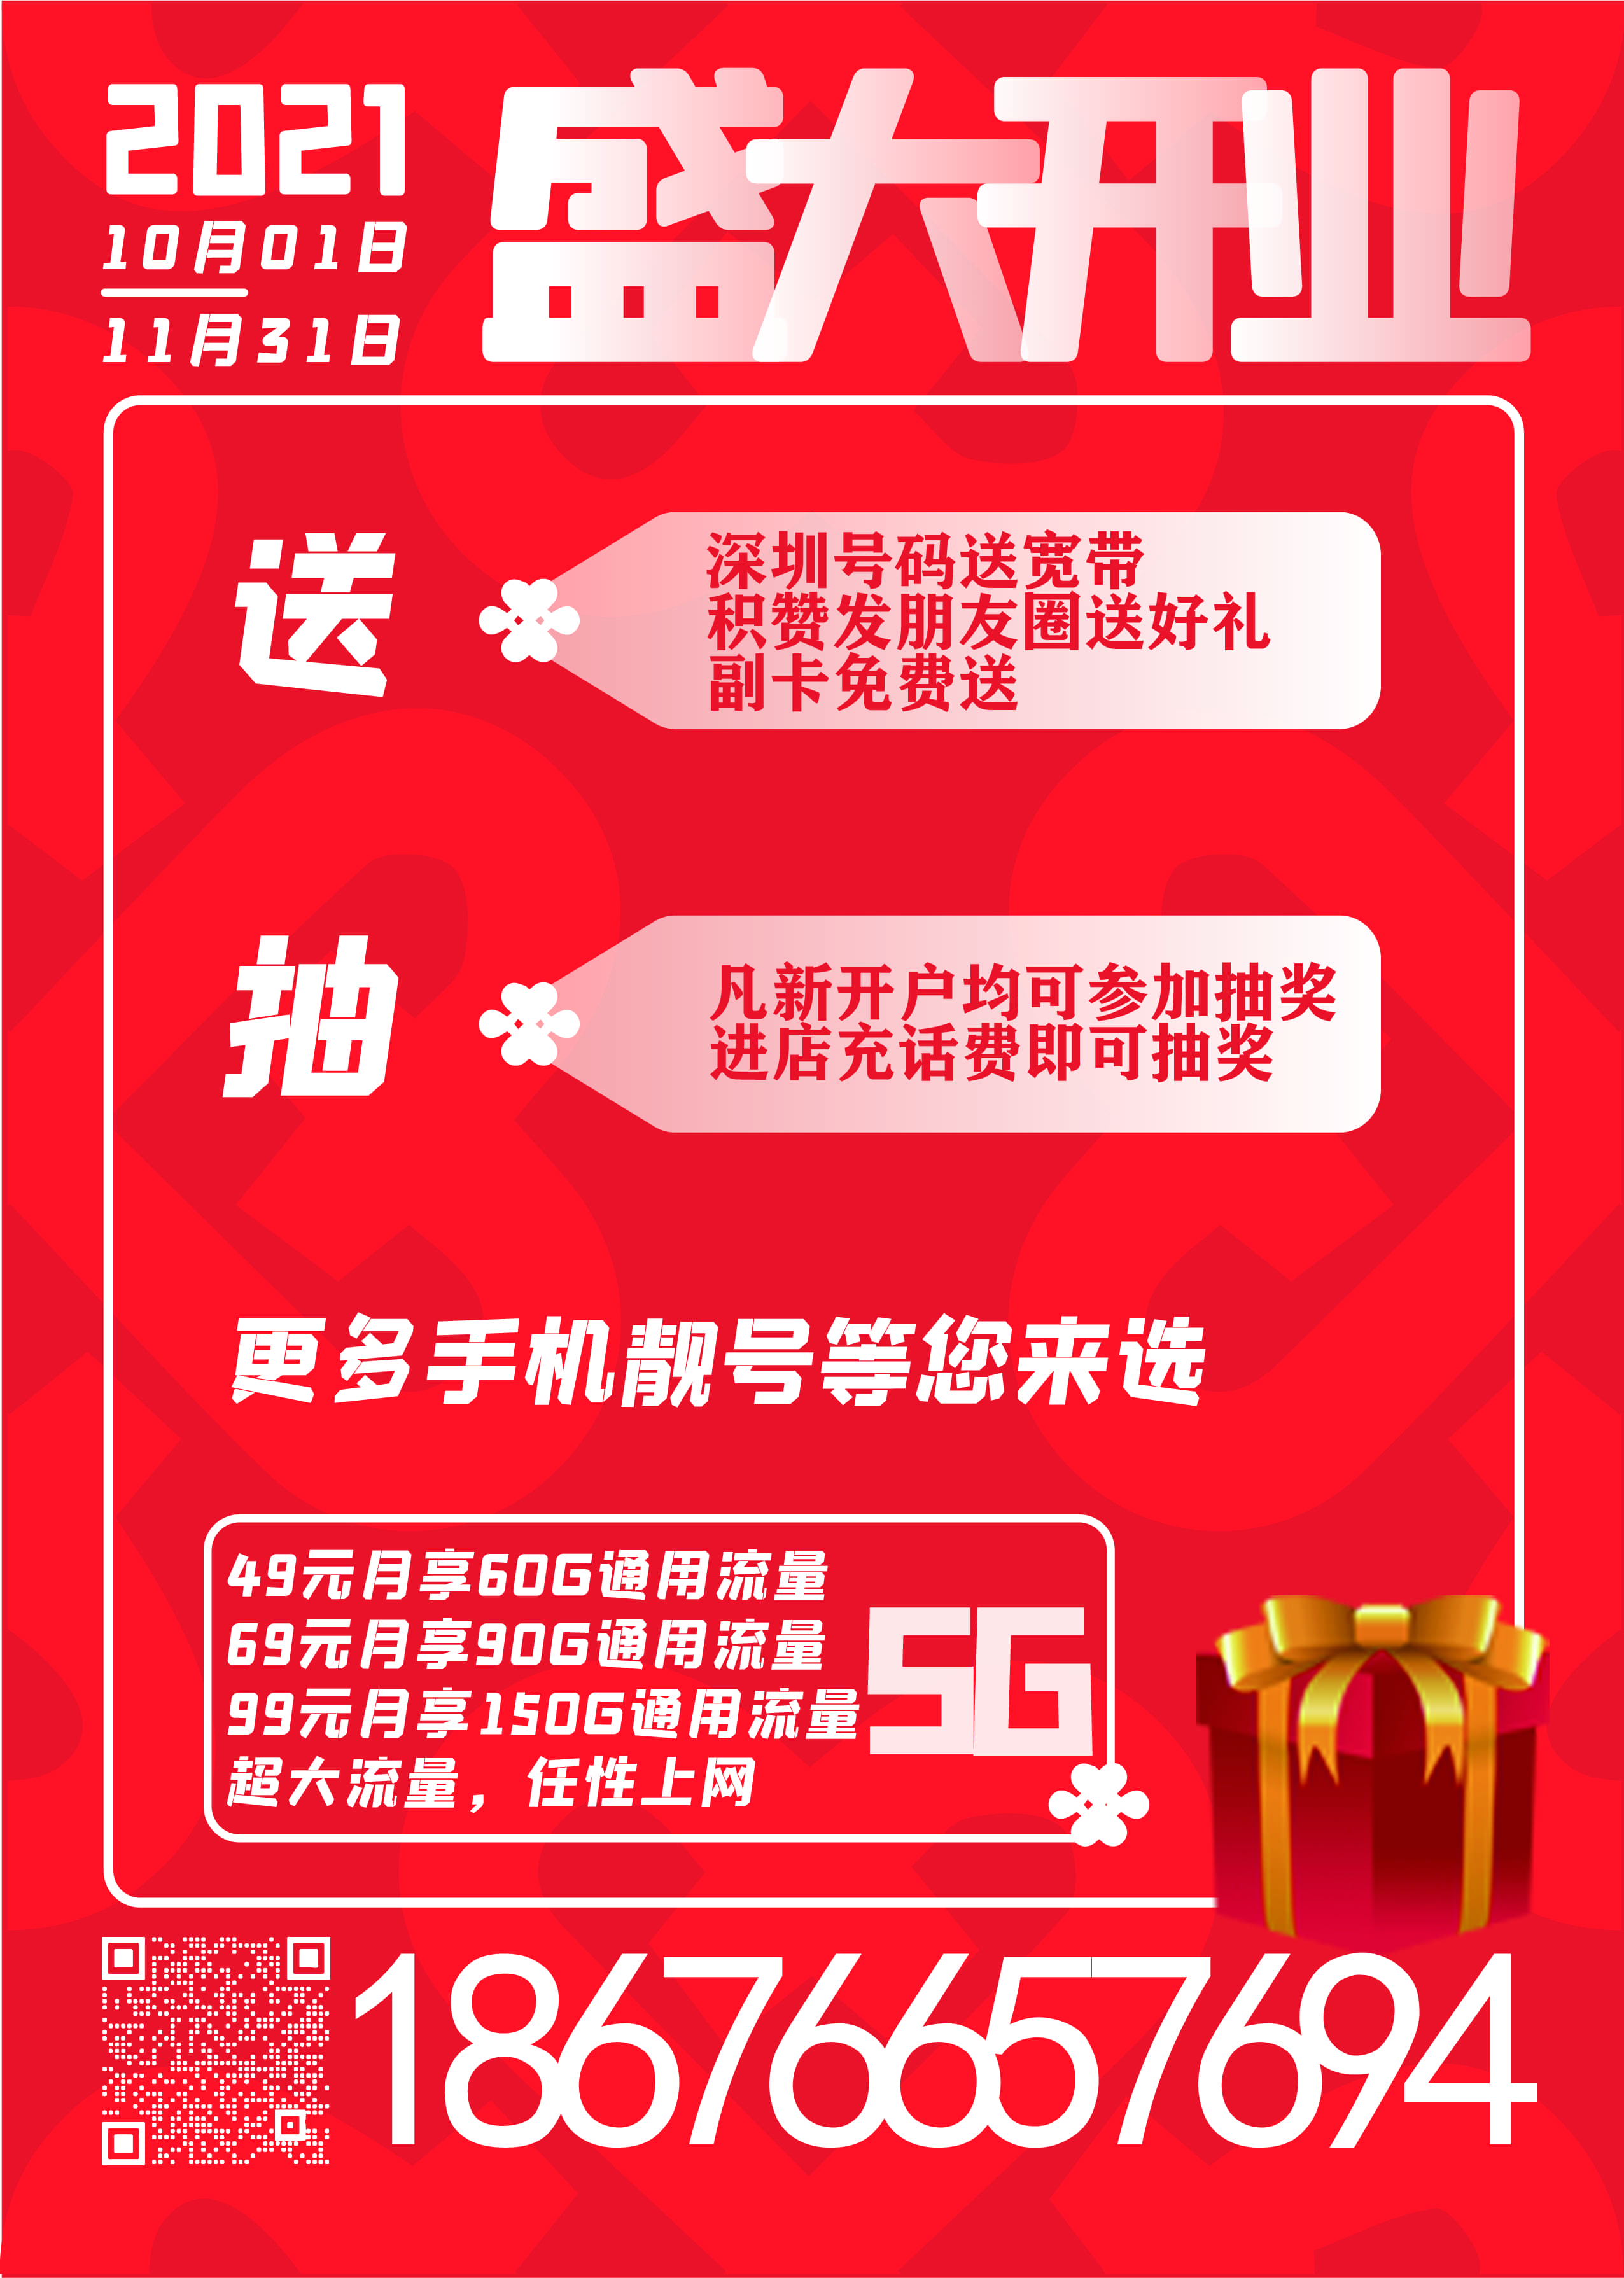 2021
10月01日
11月31日
盛大开业
送
深圳号码送宽带
积赞发朋友圈送好礼
副卡免费送
抽
凡新开户均可参加抽奖
进店充话费即可抽奖
更多手机靓号等您来选
49元月享60G通用流量
69元月享90G通用流量
99元月享150G通用流量
超大流量，任性上网
5G
18676657694